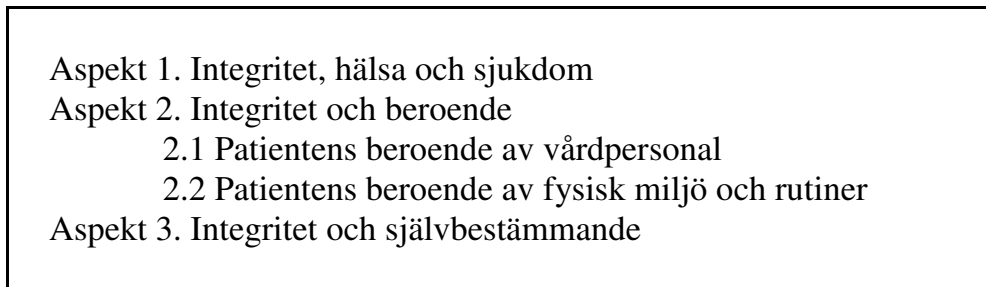 Aspekt 1. Integritet, hälsa och sjukdom
Aspekt 2. Integritet och beroende
2.1 Patientens beroende av vårdpersonal
2.2 Patientens beroende av fysisk miljö och rutiner
Aspekt 3. Integritet och självbestämmande